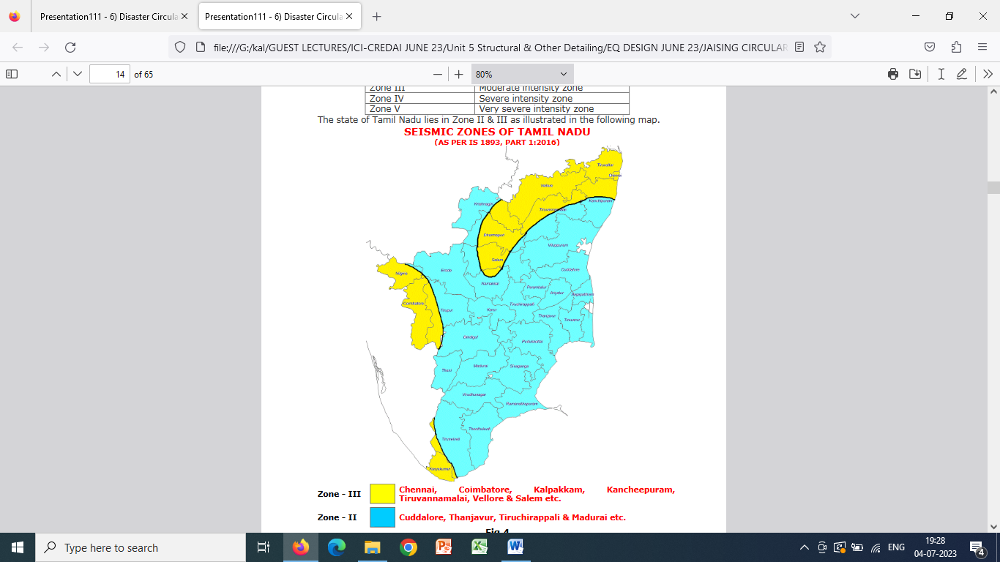 Presentation111 - 6) Disaster Circula
Presentation111 - 6) Disaster Circula
file:///G:/kal/GUEST LECTURES/ICI-CREDAI JUNE 23/Unit 5 Structural & Other Detailing/EQ DESIGN JUNE 23/JAISING CIRCULAR
14 of 65
80%
Zone III Moderate intensity zone
Zone IV Severe intensity zone
Zone V Very severe intensity zone
The state of Tamil Nadu lies in Zone II & III as illustrated in the following map.
SEISMIC ZONES OF TAMIL NADU
(AS PER IS 1893, PART 1:2016)
Tiruvallur
Chennai
Vellore
Kanchipuram
Krishnagiri
Dharmapuri
Viluppuram
Salem
Erode
Cuddalore
Nilgiris
Namakkal
Perambalur
Ariyalur
Nagapattinam
Coimbatore
Tiruchirappalli
Tirupur
Karur
Thanjavur
Tiruvarur
Dindigul
Pudukkottai
Madurai
Sivaganga
Theni
Virudhunagar
Ramanathapuram
Thoothukudi
Tirunelveli
Kanyakumari
Zone - III Chennai, Coimbatore, Kalpakkam, Kancheepuram,
Tiruvannamalai, Vellore & Salem etc.
Zone - II Cuddalore, Thanjavur, Tiruchirappali & Madurai etc.
Fig 4
Type here to search
ENG
19:28
04-07-2023
4